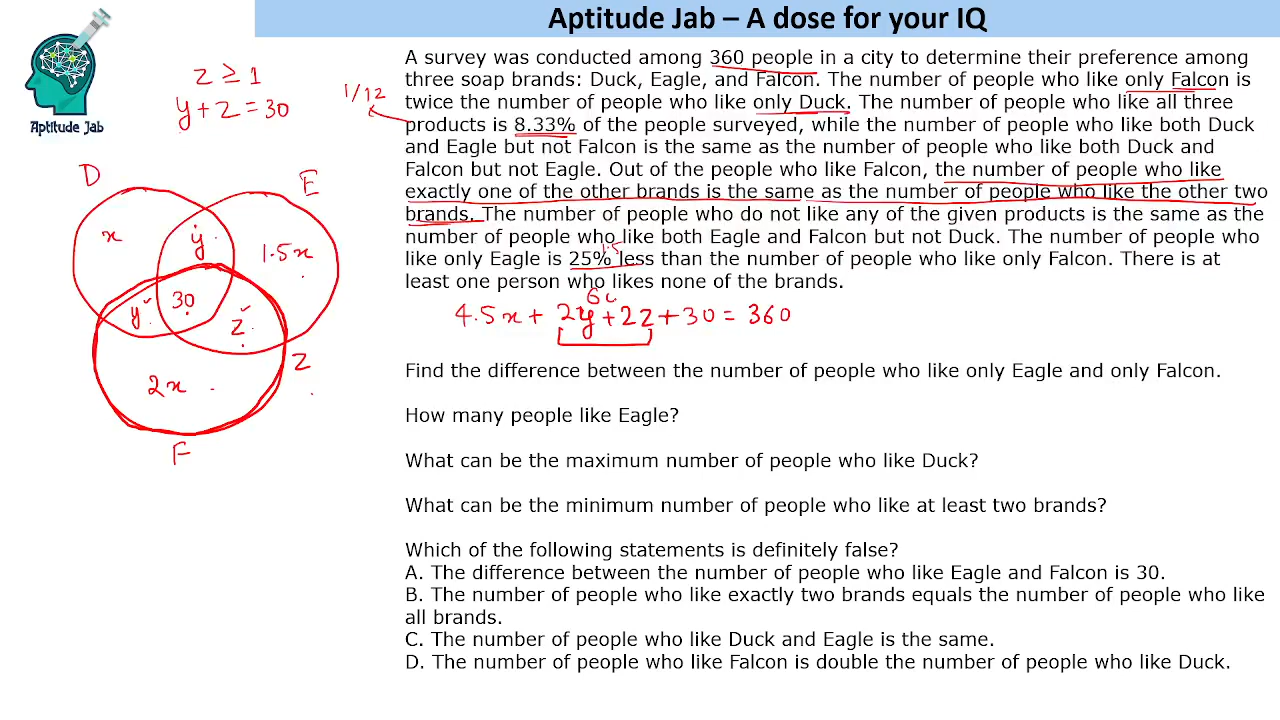 Aptitude Jab – A dose for your IQ
Aptitude Jab
z ≥ 1
y + z = 30
1/12
A survey was conducted among 360 people in a city to determine their preference among
three soap brands: Duck, Eagle, and Falcon. The number of people who like only Falcon is
twice the number of people who like only Duck. The number of people who like all three
products is 8.33% of the people surveyed, while the number of people who like both Duck
and Eagle but not Falcon is the same as the number of people who like both Duck and
Falcon but not Eagle. Out of the people who like Falcon, the number of people who like
exactly one of the other brands is the same as the number of people who like the other two
brands. The number of people who do not like any of the given products is the same as the
number of people who like both Eagle and Falcon but not Duck. The number of people who
1.5
like only Eagle is 25% less than the number of people who like only Falcon. There is at
least one person who likes none of the brands.
D
E
x
y
1.5x
y
30
z
z
2x
F
60
4.5x + 2y + 2z + 30 = 360
Find the difference between the number of people who like only Eagle and only Falcon.
How many people like Eagle?
What can be the maximum number of people who like Duck?
What can be the minimum number of people who like at least two brands?
Which of the following statements is definitely false?
A. The difference between the number of people who like Eagle and Falcon is 30.
B. The number of people who like exactly two brands equals the number of people who like
all brands.
C. The number of people who like Duck and Eagle is the same.
D. The number of people who like Falcon is double the number of people who like Duck.